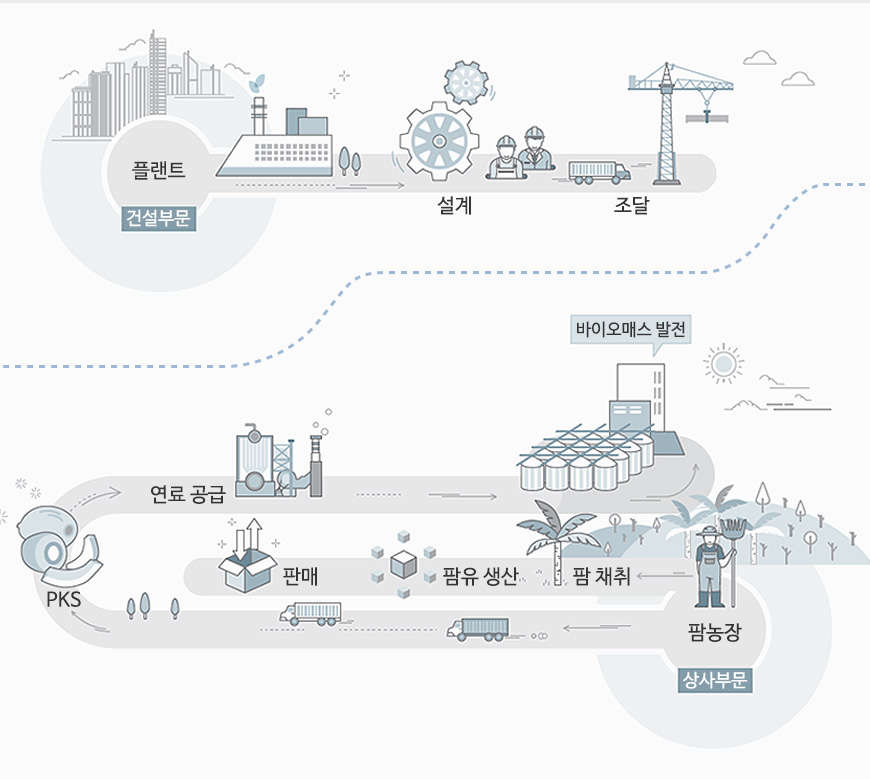 플랜트
건설부문
설계
조달
바이오매스 발전
연료 공급
PKS
판매
팜유 생산
팜 채취
팜농장
상사부문